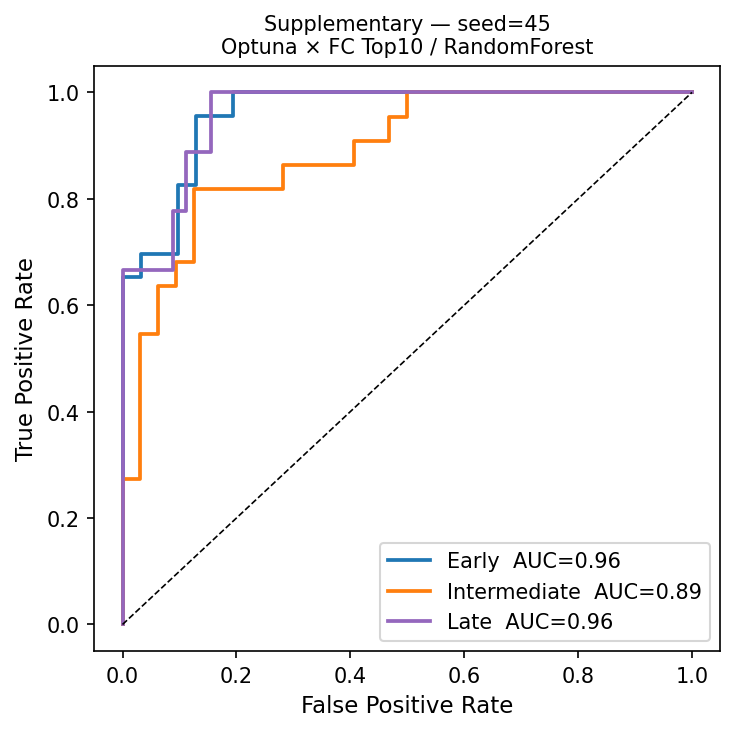 Supplementary — seed=45
Optuna × FC Top10 / RandomForest
True Positive Rate
1.0
0.8
0.6
0.4
0.2
0.0
Early  AUC=0.96
Intermediate  AUC=0.89
Late  AUC=0.96
0.0 0.2 0.4 0.6 0.8 1.0
False Positive Rate